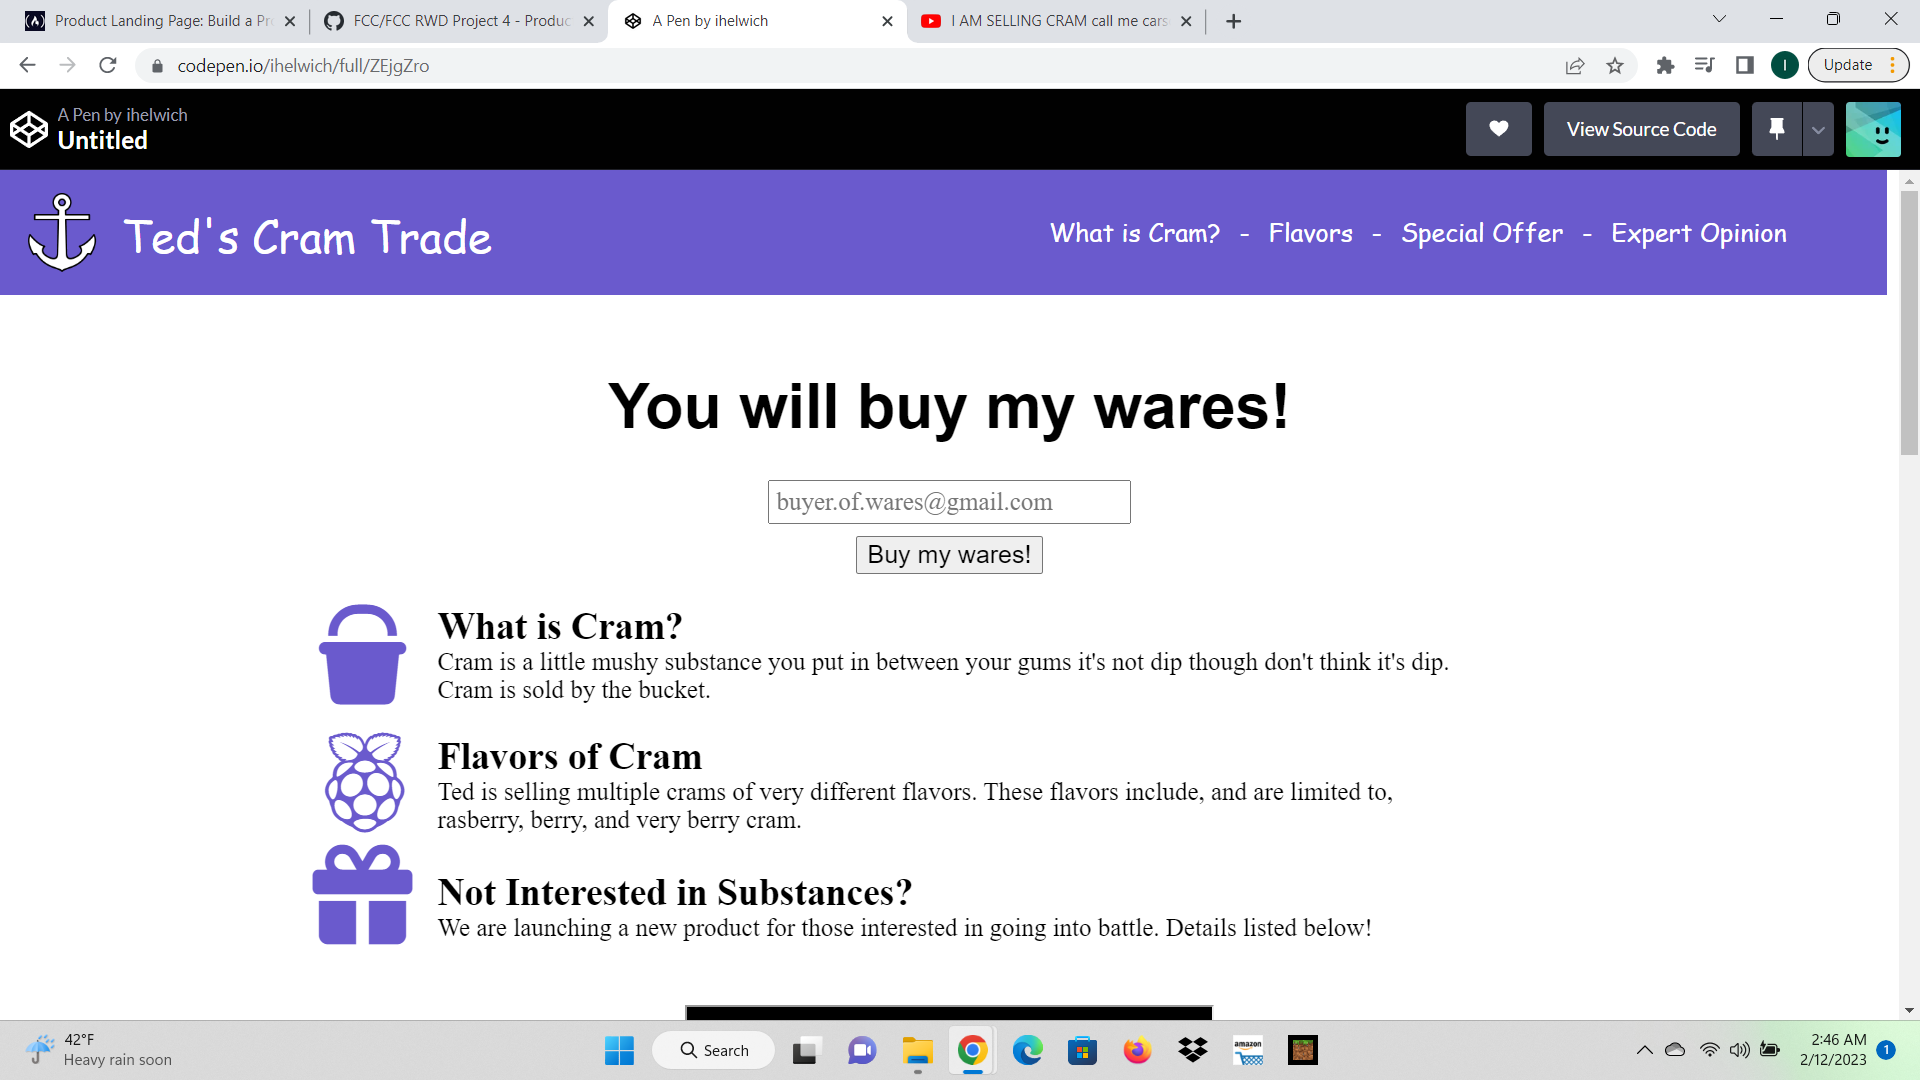 Product Landing Page: Build a Pr
FCC/FCC RWD Project 4 - Produc
A Pen by ihelwich
I AM SELLING CRAM call me cars
codepen.io/ihelwich/full/ZEjgZro
I
Update
A Pen by ihelwich
Untitled
View Source Code
Ted's Cram Trade
What is Cram? - Flavors - Special Offer - Expert Opinion
You will buy my wares!
buyer.of.wares@gmail.com
Buy my wares!
What is Cram?
Cram is a little mushy substance you put in between your gums it's not dip though don't think it's dip.
Cram is sold by the bucket.
Flavors of Cram
Ted is selling multiple crams of very different flavors. These flavors include, and are limited to,
rasberry, berry, and very berry cram.
Not Interested in Substances?
We are launching a new product for those interested in going into battle. Details listed below!
42°F
Heavy rain soon
Search
amazon
2:46 AM
2/12/2023
1